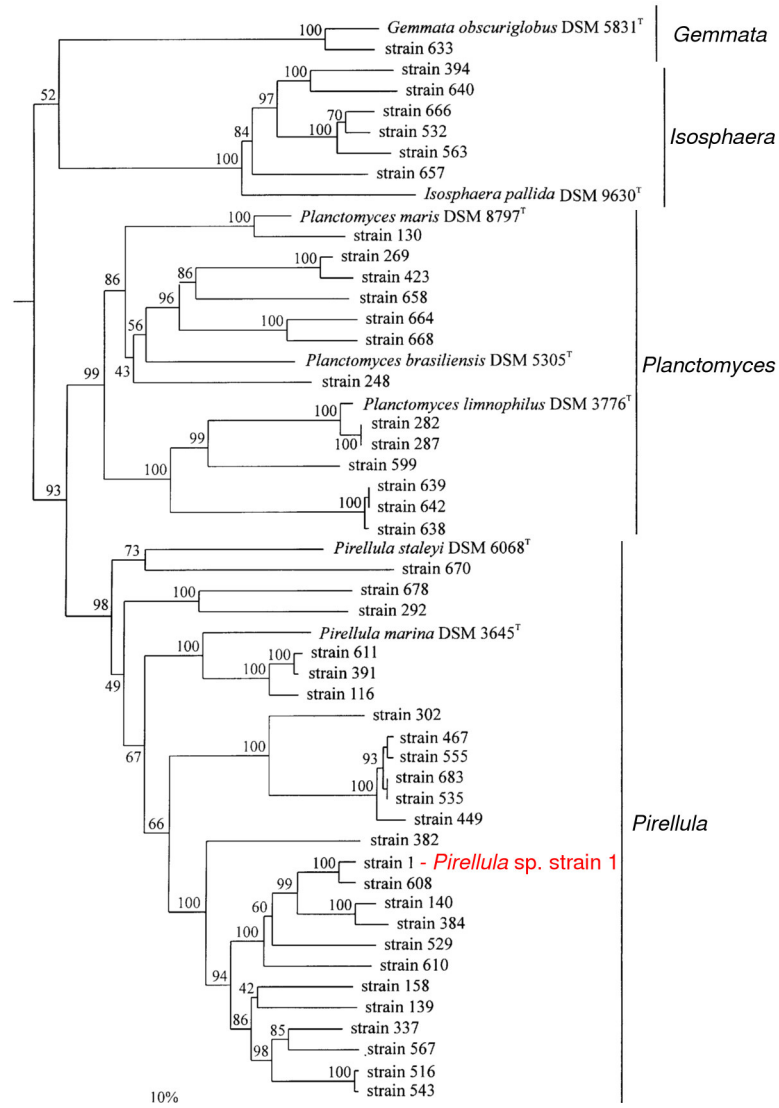 100
Gemmata obscuriglobus DSM 5831ᵀ
Gemmata
strain 633
52
100
strain 394
97
strain 640
70
strain 666
84
100
strain 532
Isosphaera
100
strain 563
strain 657
Isosphaera pallida DSM 9630ᵀ
100
Planctomyces maris DSM 8797ᵀ
strain 130
86
100
strain 269
86
strain 423
96
strain 658
56
100
strain 664
strain 668
43
Planctomyces brasiliensis DSM 5305ᵀ
Planctomyces
99
strain 248
100
Planctomyces limnophilus DSM 3776ᵀ
99
strain 282
100
strain 287
100
strain 599
93
100
strain 639
strain 642
strain 638
73
Pirellula staleyi DSM 6068ᵀ
strain 670
98
100
strain 678
strain 292
100
Pirellula marina DSM 3645ᵀ
49
100
strain 611
100
strain 391
strain 116
67
100
strain 302
93
strain 467
strain 555
100
strain 683
strain 535
66
strain 449
Pirellula
strain 382
100
strain 1 - Pirellula sp. strain 1
99
strain 608
100
100
strain 140
60
strain 384
100
strain 529
strain 610
94
42
strain 158
strain 139
86
85
strain 337
98
strain 567
100
strain 516
strain 543
10%